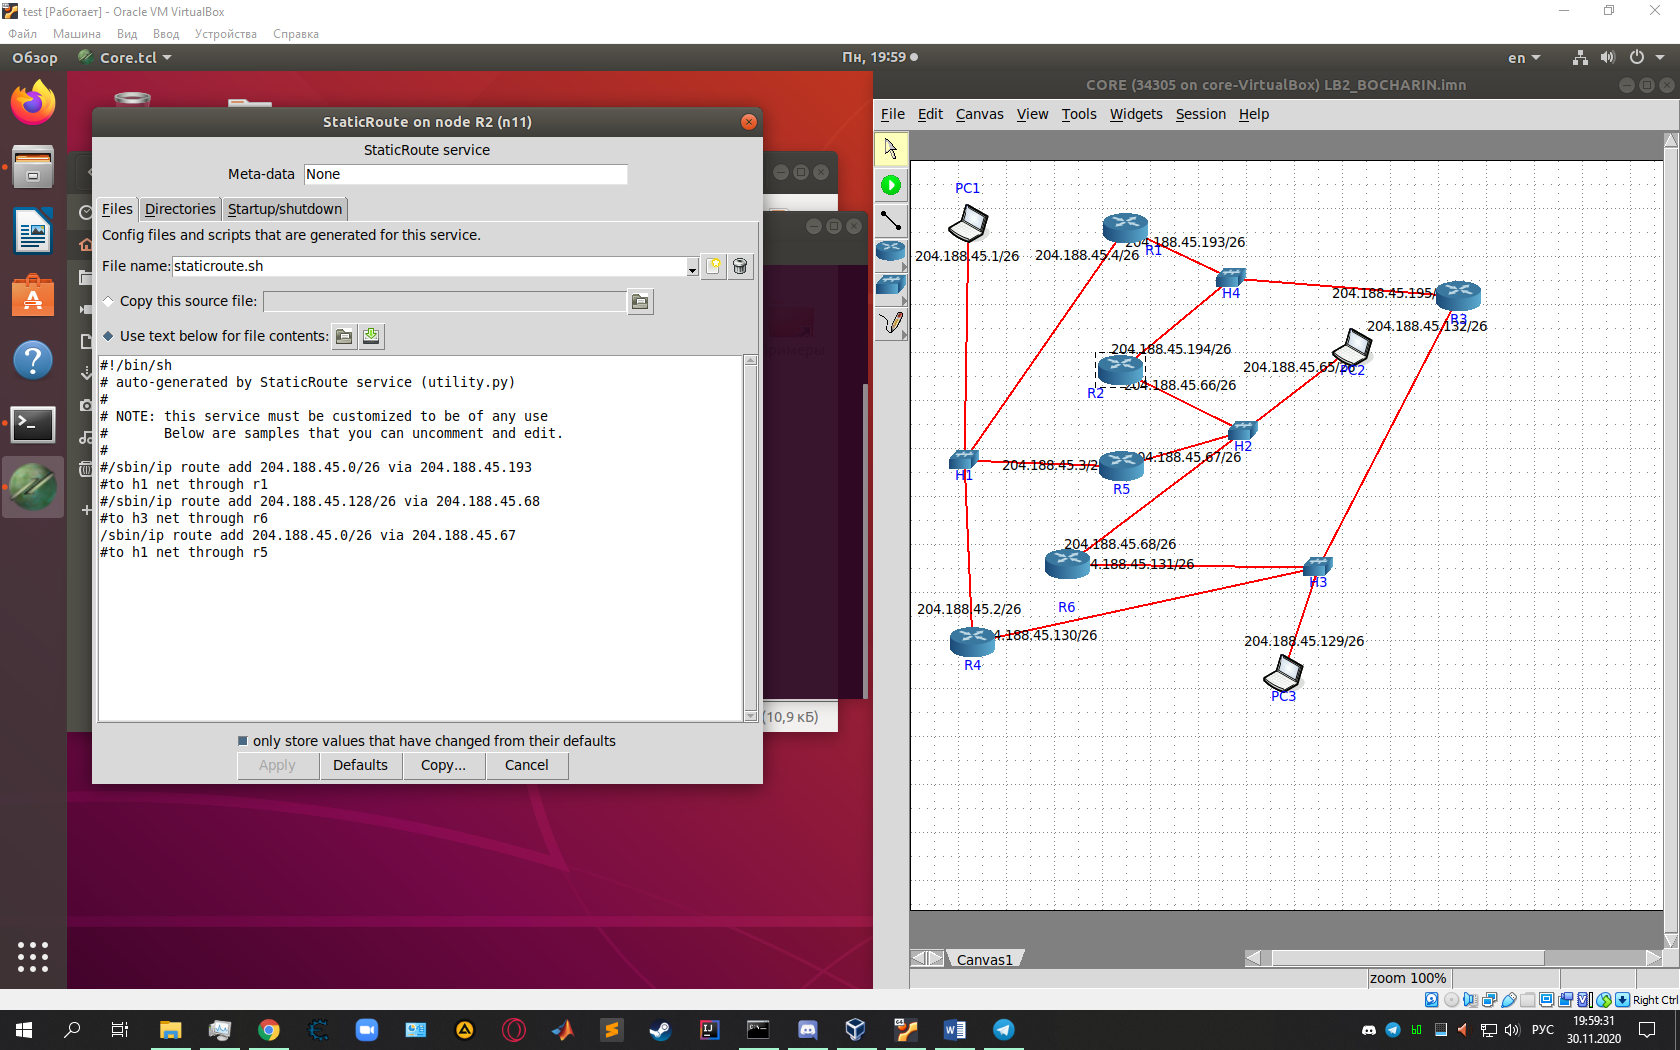 test [Работает] - Oracle VM VirtualBox
Файл Машина Вид Ввод Устройства Справка
Обзор Core.tcl Пн, 19:59 en
CORE (34305 on core-VirtualBox) LB2_BOCHARIN.imn
File Edit Canvas View Tools Widgets Session Help
StaticRoute on node R2 (n11)
StaticRoute service
Meta-data None
Files Directories Startup/shutdown
Config files and scripts that are generated for this service.
File name: staticroute.sh
Copy this source file:
Use text below for file contents:
#!/bin/sh
# auto-generated by StaticRoute service (utility.py)
#
# NOTE: this service must be customized to be of any use
# Below are samples that you can uncomment and edit.
#
#/sbin/ip route add 204.188.45.0/26 via 204.188.45.193
#to h1 net through r1
#/sbin/ip route add 204.188.45.128/26 via 204.188.45.68
#to h3 net through r6
/sbin/ip route add 204.188.45.0/26 via 204.188.45.67
#to h1 net through r5
(10,9 кБ)
only store values that have changed from their defaults
Apply Defaults Copy... Cancel
PC1
204.188.45.1/26
204.188.45.4/26
204.188.45.193/26
R1
H4
204.188.45.195/
R3
204.188.45.132/26
204.188.45.194/26
204.188.45.65/26
PC2
R2
204.188.45.66/26
H2
H1
204.188.45.3/2
204.188.45.67/26
R5
204.188.45.68/26
4.188.45.131/26
H3
R6
204.188.45.2/26
4.188.45.130/26
R4
204.188.45.129/26
PC3
Canvas1
zoom 100%
Right Ctrl
РУС
19:59:31
30.11.2020